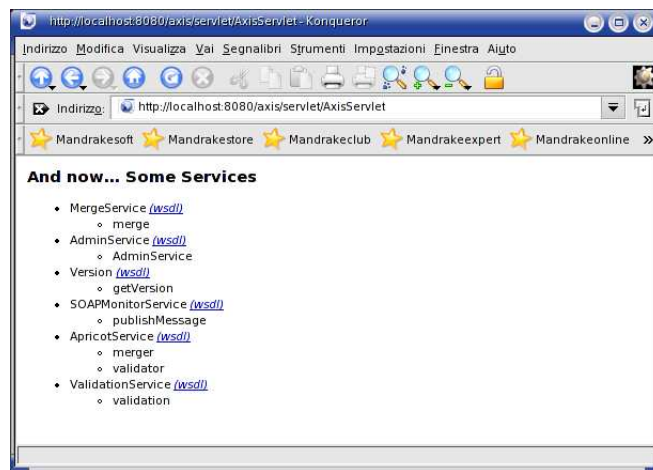 http://localhost:8080/axis/servlet/AxisServlet - Konqueror
Indirizzo Modifica Visualizza Vai Segnalibri Strumenti Impostazioni Finestra Aiuto
Indirizzo: http://localhost:8080/axis/servlet/AxisServlet
Mandrakesoft Mandrakestore Mandrakeclub Mandrakeexpert Mandrakeonline »
And now... Some Services
• MergeService (wsdl)
◦ merge
• AdminService (wsdl)
◦ AdminService
• Version (wsdl)
◦ getVersion
• SOAPMonitorService (wsdl)
◦ publishMessage
• ApricotService (wsdl)
◦ merger
◦ validator
• ValidationService (wsdl)
◦ validation